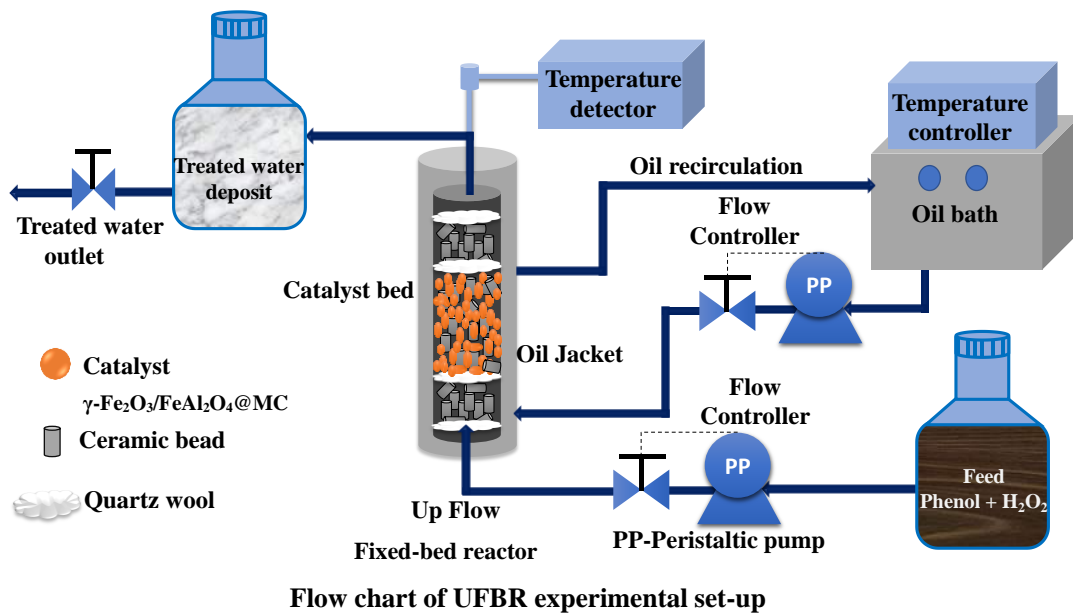 Temperature
detector
Temperature
controller
Treated water
deposit
Oil recirculation
Oil bath
Treated water
outlet
Flow
Controller
PP
Catalyst bed
Oil Jacket
Catalyst
γ-Fe₂O₃/FeAl₂O₄@MC
Ceramic bead
Quartz wool
Flow
Controller
PP
Feed
Phenol + H₂O₂
Up Flow
Fixed-bed reactor
PP-Peristaltic pump
Flow chart of UFBR experimental set-up